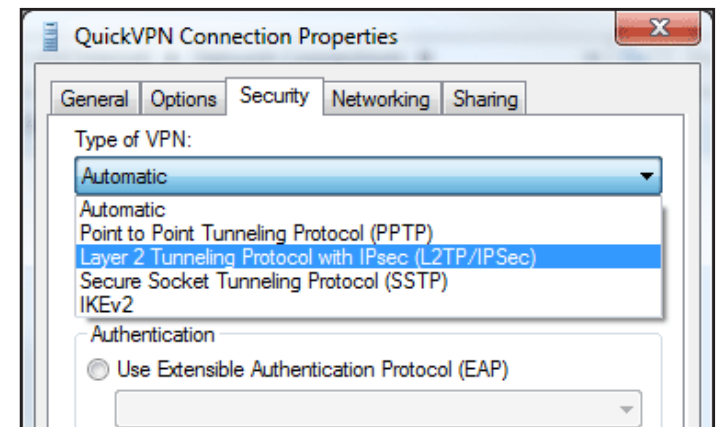 QuickVPN Connection Properties
General Options Security Networking Sharing
Type of VPN:
Automatic
Automatic
Point to Point Tunneling Protocol (PPTP)
Layer 2 Tunneling Protocol with IPsec (L2TP/IPSec)
Secure Socket Tunneling Protocol (SSTP)
IKEv2
Authentication
Use Extensible Authentication Protocol (EAP)